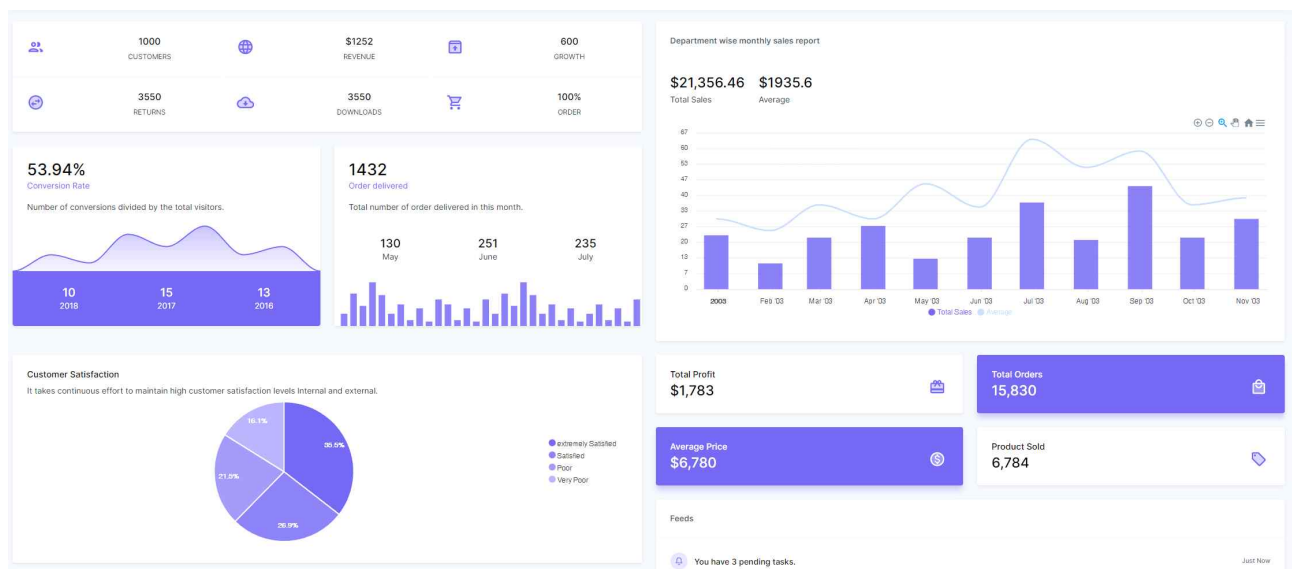 1000
CUSTOMERS
$1252
REVENUE
600
GROWTH
3550
RETURNS
3550
DOWNLOADS
100%
ORDER
53.94%
Conversion Rate
Number of conversions divided by the total visitors.
10
2018
15
2017
13
2016
1432
Order delivered
Total number of order delivered in this month.
130
May
251
June
235
July
Department wise monthly sales report
$21,356.46 $1935.6
Total Sales Average
67
60
53
47
40
33
27
20
13
7
0
2003 Feb '03 Mar '03 Apr '03 May '03 Jun '03 Jul '03 Aug '03 Sep '03 Oct '03 Nov '03
Total Sales Average
Customer Satisfaction
It takes continuous effort to maintain high customer satisfaction levels Internal and external.
16.1%
35.5%
21.5%
26.9%
extremely Satisfied
Satisfied
Poor
Very Poor
Total Profit
$1,783
Total Orders
15,830
Average Price
$6,780
Product Sold
6,784
Feeds
You have 3 pending tasks. Just Now